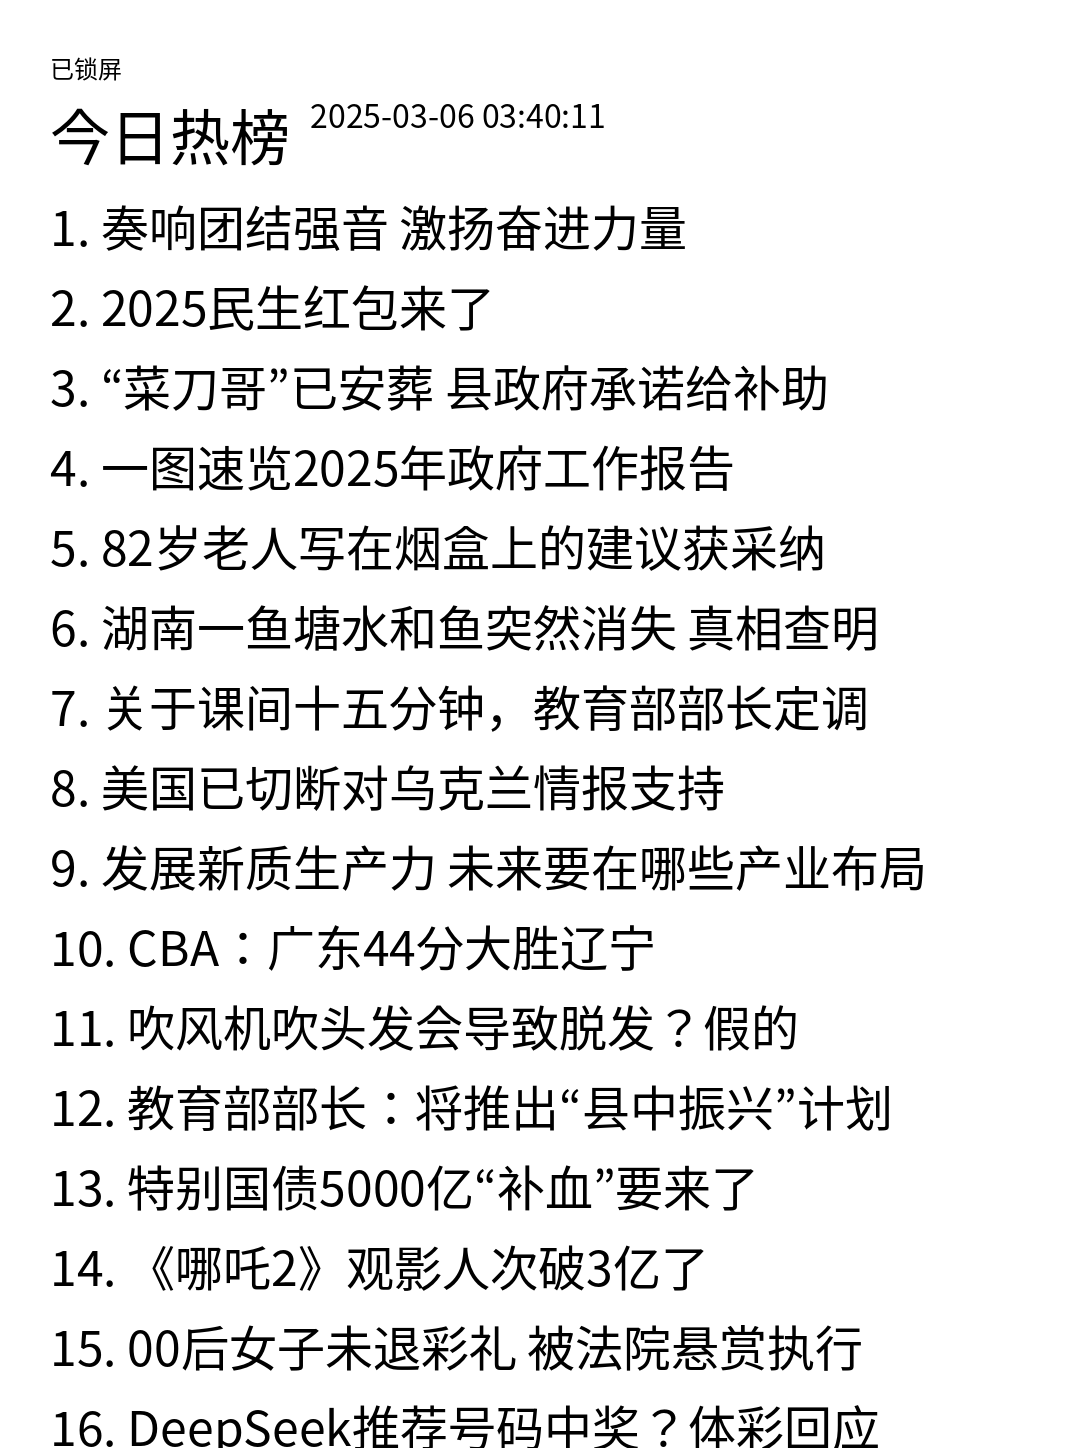 已锁屏
今日热榜 2025-03-06 03:40:11
1. 奏响团结强音 激扬奋进力量
2. 2025民生红包来了
3. “菜刀哥”已安葬 县政府承诺给补助
4. 一图速览2025年政府工作报告
5. 82岁老人写在烟盒上的建议获采纳
6. 湖南一鱼塘水和鱼突然消失 真相查明
7. 关于课间十五分钟，教育部部长定调
8. 美国已切断对乌克兰情报支持
9. 发展新质生产力 未来要在哪些产业布局
10. CBA：广东44分大胜辽宁
11. 吹风机吹头发会导致脱发？假的
12. 教育部部长：将推出“县中振兴”计划
13. 特别国债5000亿“补血”要来了
14. 《哪吒2》观影人次破3亿了
15. 00后女子未退彩礼 被法院悬赏执行
16. DeepSeek推荐号码中奖？体彩回应